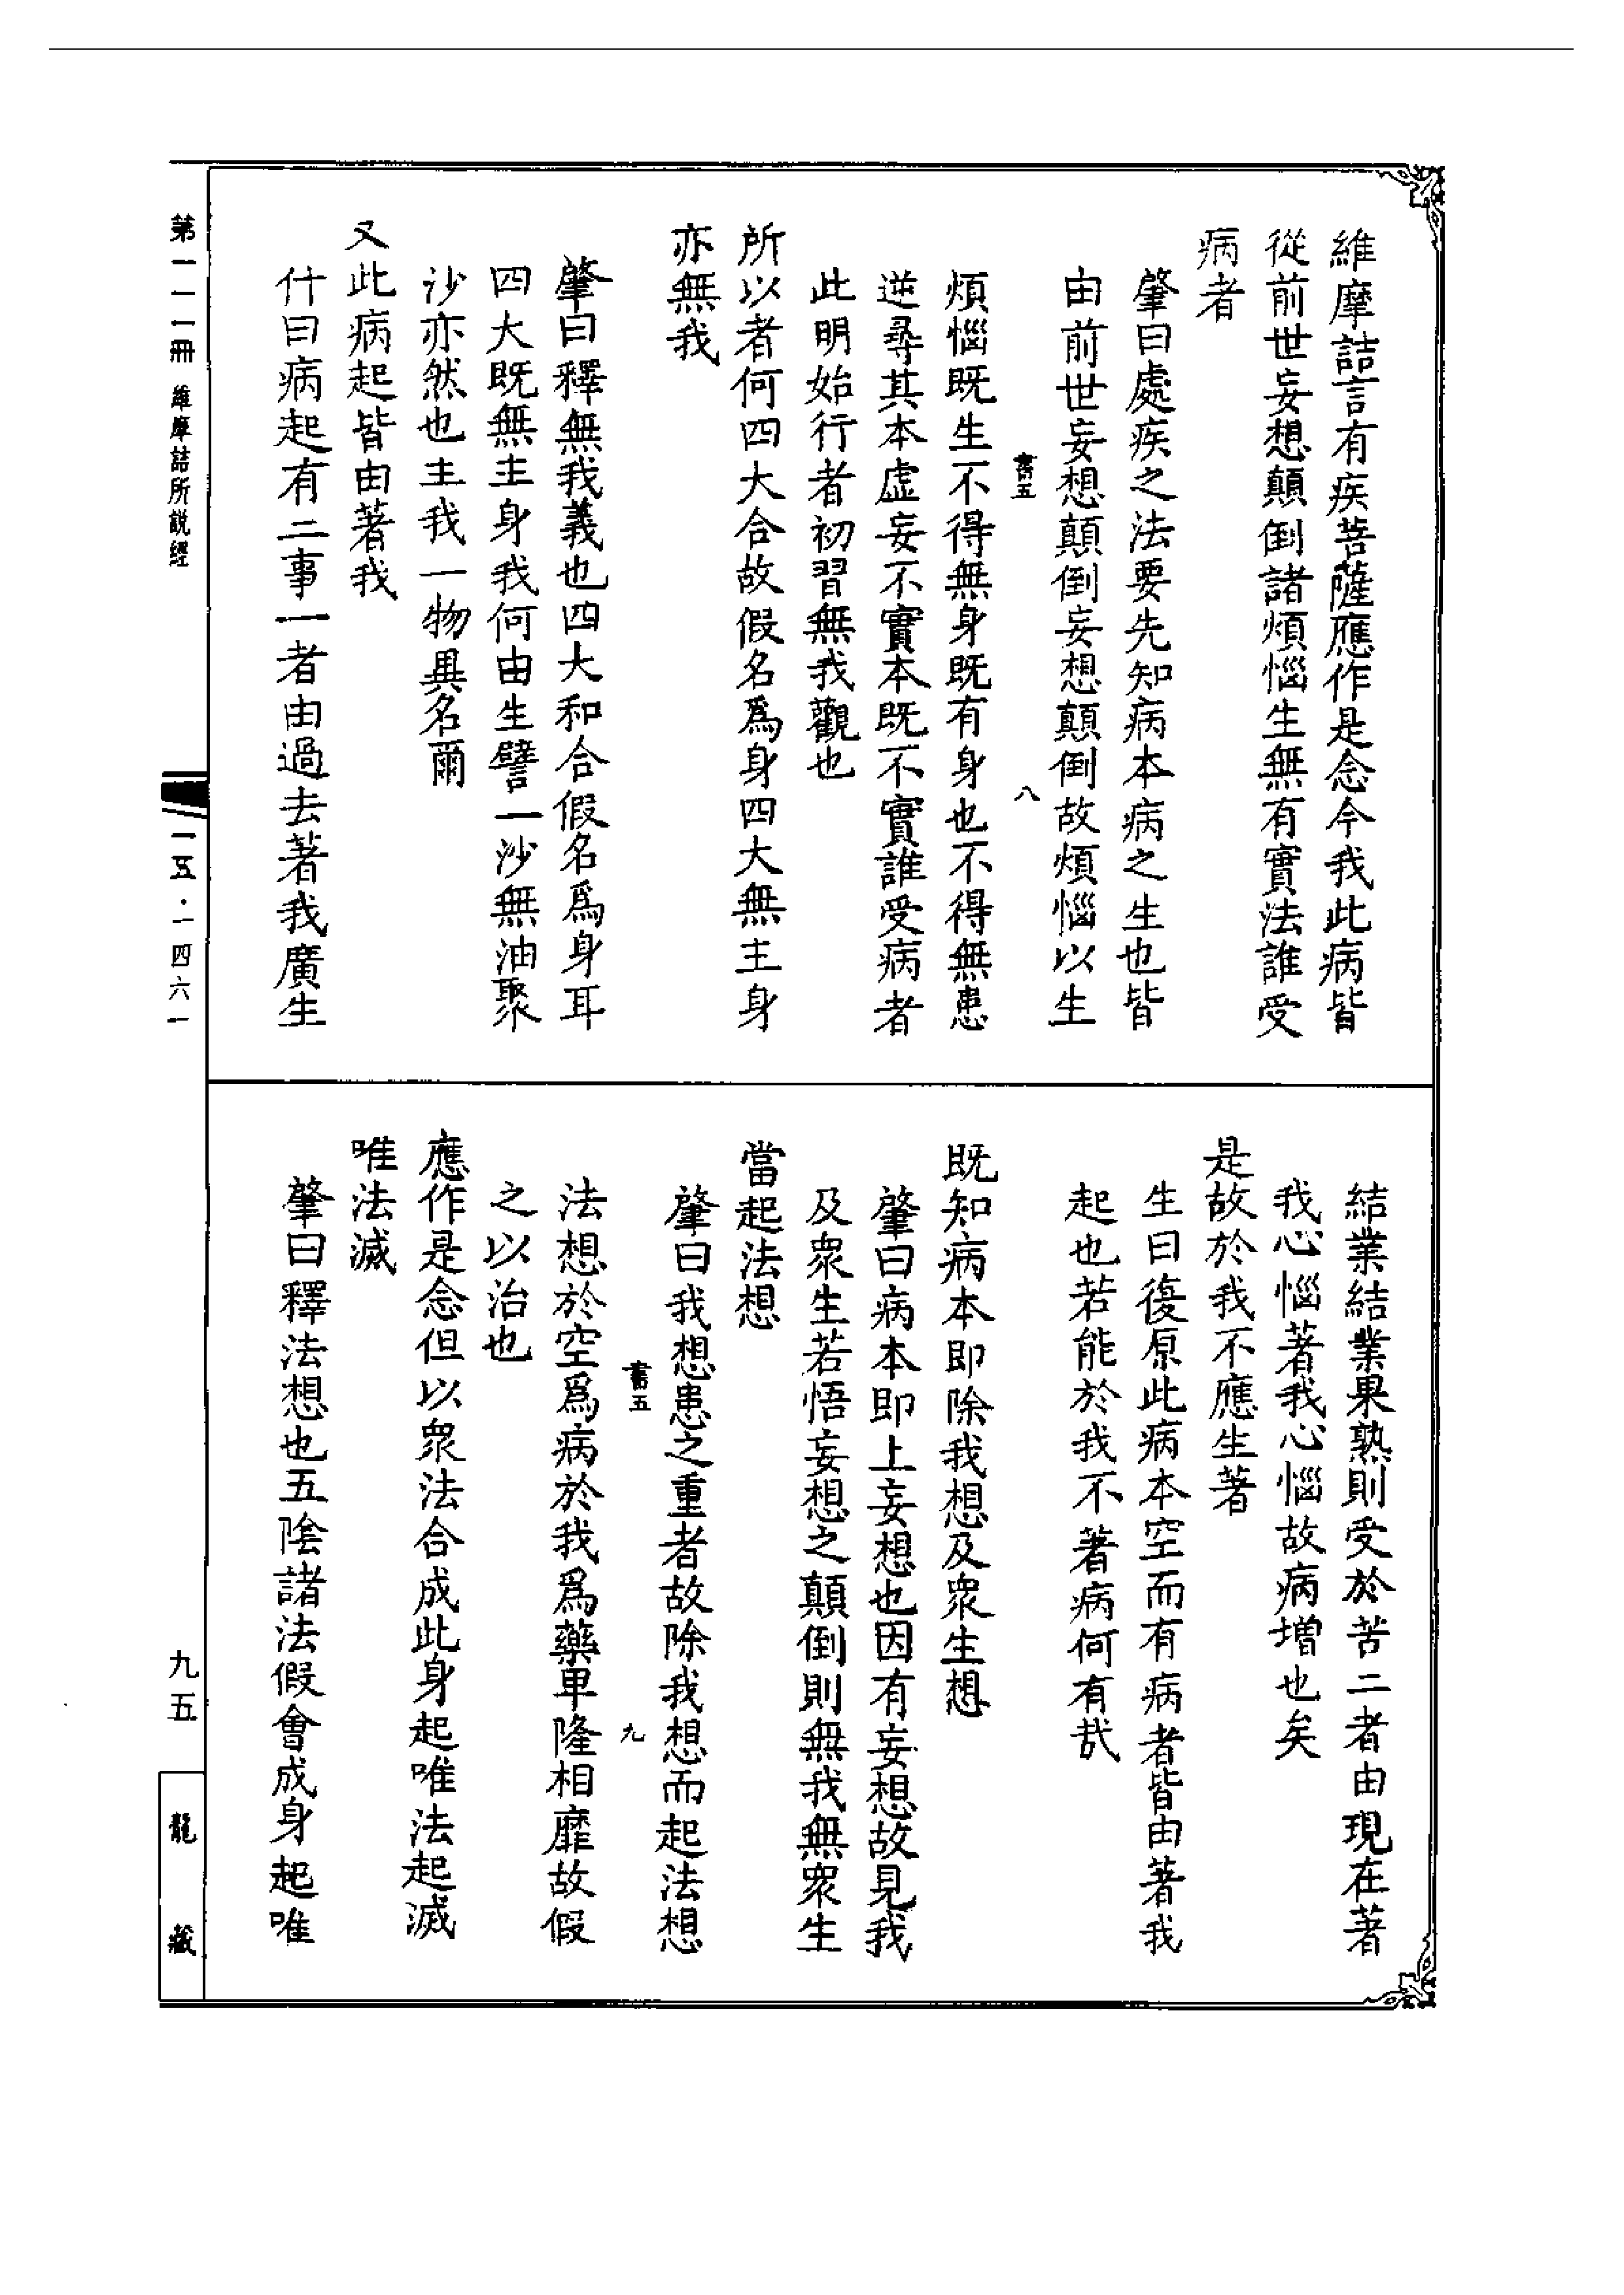 維摩詰言有疾菩薩應作是念今我此病皆
從前世妄想顛倒諸煩惱生無有實法誰受
病者
肇曰處疾之法要先知病本病之生也皆
由前世妄想顛倒妄想顛倒故煩惱以生
書五
八
煩惱既生不得無身既有身也不得無患
逆尋其本虛妄不實本既不實誰受病者
此明始行者初習無我觀也
所以者何四大合故假名爲身四大無主身
亦無我
肇曰釋無我義也四大和合假名爲身耳
四大既無主身我何由生譬一沙無油聚
沙亦然也主我一物異名爾
又此病起皆由著我
什曰病起有二事一者由過去著我廣生
結業結業果熟則受於苦二者由現在著
我心惱著我心惱故病增也矣
是故於我不應生著
生曰復原此病本空而有病者皆由著我
起也若能於我不著病何有哉
既知病本即除我想及衆生想
肇曰病本即上妄想也因有妄想故見我
及衆生若悟妄想之顛倒則無我無衆生
當起法想
肇曰我想患之重者故除我想而起法想
書五
九
法想於空爲病於我爲藥昇隆相靡故假
之以治也
應作是念但以衆法合成此身起唯法起滅
唯法滅
肇曰釋法想也五陰諸法假會成身起唯
第一一一冊
維摩詰所説經
一五·一四六一
九五
龍藏